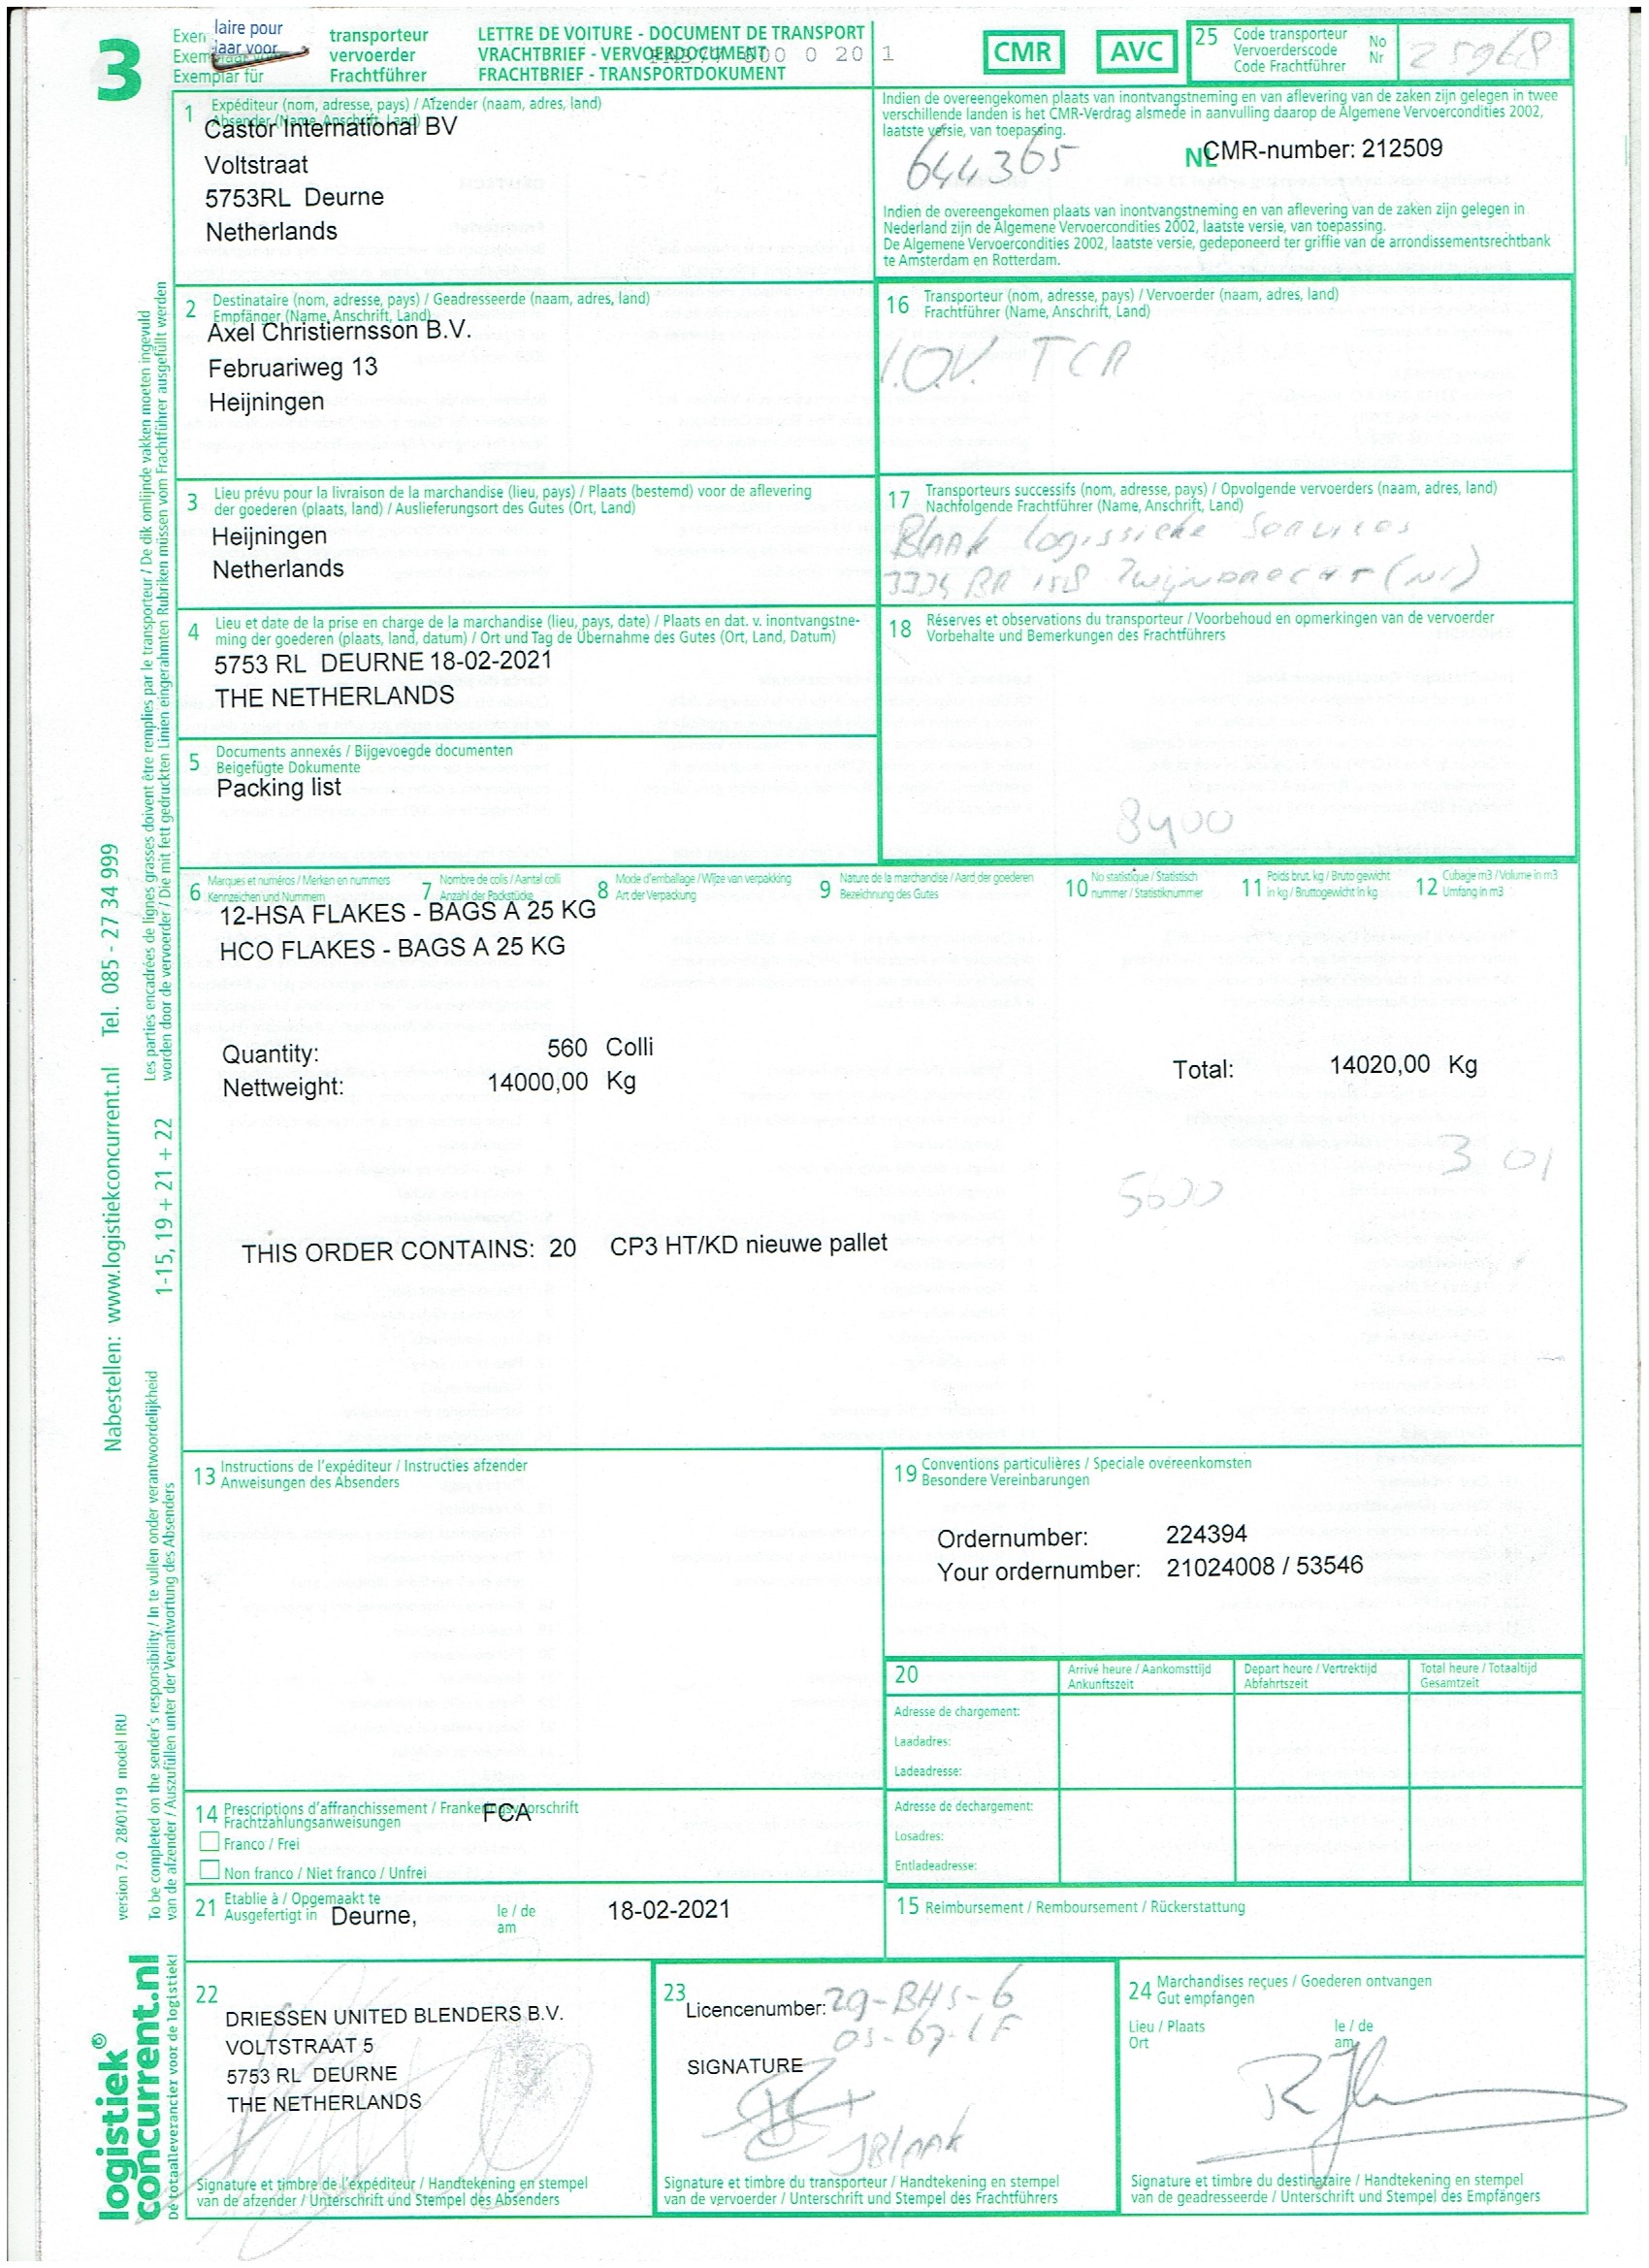 3
laire pour
jaar voor
Exemplar für
transporteur
vervoerder
Frachtführer
LETTRE DE VOITURE - DOCUMENT DE TRANSPORT
VRACHTBRIEF - VERVOERDOCUMENT
FRACHTBRIEF - TRANSPORTDOKUMENT
CMR
AVC
25 Code transporteur
Vervoerderscode
Code Frachtführer
No
Nr
25968
1 Expéditeur (nom, adresse, pays) / Afzender (naam, adres, land)
Absender (Name, Anschrift, Land)
Castor International BV
Voltstraat
5753RL Deurne
Netherlands
Indien de overeengekomen plaats van inontvangstneming en van aflevering van de zaken zijn gelegen in twee
verschillende landen is het CMR-Verdrag alsmede in aanvulling daarop de Algemene Vervoercondities 2002,
laatste versie, van toepassing.
644365
NL CMR-number: 212509
Indien de overeengekomen plaats van inontvangstneming en van aflevering van de zaken zijn gelegen in
Nederland zijn de Algemene Vervoercondities 2002, laatste versie, van toepassing.
De Algemene Vervoercondities 2002, laatste versie, gedeponeerd ter griffie van de arrondissementsrechtbank
te Amsterdam en Rotterdam.
2 Destinataire (nom, adresse, pays) / Geadresseerde (naam, adres, land)
Empfänger (Name, Anschrift, Land)
Axel Christiernsson B.V.
Februariweg 13
Heijningen
16 Transporteur (nom, adresse, pays) / Vervoerder (naam, adres, land)
Frachtführer (Name, Anschrift, Land)
I.O.V. TCR
3 Lieu prévu pour la livraison de la marchandise (lieu, pays) / Plaats (bestemd) voor de aflevering
der goederen (plaats, land) / Auslieferungsort des Gutes (Ort, Land)
Heijningen
Netherlands
17 Transporteurs successifs (nom, adresse, pays) / Opvolgende vervoerders (naam, adres, land)
Nachfolgende Frachtführer (Name, Anschrift, Land)
Blaak Logissieke Services
3334 BR 158 Zwijndrecht (NL)
4 Lieu et date de la prise en charge de la marchandise (lieu, pays, date) / Plaats en dat. v. inontvangstne-
ming der goederen (plaats, land, datum) / Ort und Tag de Übernahme des Gutes (Ort, Land, Datum)
5753 RL DEURNE 18-02-2021
THE NETHERLANDS
18 Réserves et observations du transporteur / Voorbehoud en opmerkingen van de vervoerder
Vorbehalte und Bemerkungen des Frachtführers
8400
5 Documents annexés / Bijgevoegde documenten
Beigefügte Dokumente
Packing list
6 Marques et numéros / Merken en nummers
Kennzeichen und Nummern
7 Nombre de colis / Aantal colli
Anzahl der Packstücke
8 Mode d'emballage / Wijze van verpakking
Art der Verpackung
9 Nature de la marchandise / Aard der goederen
Bezeichnung des Gutes
10 No statistique / Statistisch
nummer / Statistiknummer
11 Poids brut. kg / Bruto gewicht
in kg / Bruttogewicht in kg
12 Cubage m3 / Volume in m3
Umfang in m3
12-HSA FLAKES - BAGS A 25 KG
HCO FLAKES - BAGS A 25 KG
Quantity: 560 Colli
Nettweight: 14000,00 Kg
Total: 14020,00 Kg
3 01
5600
THIS ORDER CONTAINS: 20 CP3 HT/KD nieuwe pallet
13 Instructions de l'expéditeur / Instructies afzender
Anweisungen des Absenders
19 Conventions particulières / Speciale overeenkomsten
Besondere Vereinbarungen
Ordernumber: 224394
Your ordernumber: 21024008 / 53546
20
Arrivé heure / Aankomsttijd
Ankunftszeit
Depart heure / Vertrektijd
Abfahrtszeit
Total heure / Totaaltijd
Gesamtzeit
Adresse de chargement:
Laadadres:
Ladeadresse:
Adresse de dechargement:
Losadres:
Entladeadresse:
14 Prescriptions d'affranchissement / Frankeringsvoorschrift
Frachtzahlungsanweisungen
FCA
Franco / Frei
Non franco / Niet franco / Unfrei
21 Etablie à / Opgemaakt te
Ausgefertigt in Deurne,
le / de
am
18-02-2021
15 Reimbursement / Remboursement / Rückerstattung
22
DRIESSEN UNITED BLENDERS B.V.
VOLTSTRAAT 5
5753 RL DEURNE
THE NETHERLANDS
Signature et timbre de l'expéditeur / Handtekening en stempel
van de afzender / Unterschrift und Stempel des Absenders
23
Licencenumber: 29-BHS-6
05-67-LF
SIGNATURE
JBlaak
Signature et timbre du transporteur / Handtekening en stempel
van de vervoerder / Unterschrift und Stempel des Frachtführers
24 Marchandises reçues / Goederen ontvangen
Gut empfangen
Lieu / Plaats
Ort
le / de
am
Signature et timbre du destinataire / Handtekening en stempel
van de geadresseerde / Unterschrift und Stempel des Empfängers
Les parties encadrées de lignes grasses doivent être remplies par le transporteur / De dik omlijnde vakken moeten ingevuld
worden door de vervoerder / Die mit fett gedruckten Linien eingerahmten Rubriken müssen vom Frachtführer ausgefüllt werden
Nabestellen: www.logistiekconcurrent.nl Tel. 085 - 27 34 999
1-15, 19 + 21 + 22
To be completed on the sender's responsibility / In te vullen onder verantwoordelijkheid
van de afzender / Auszufüllen unter der Verantwortung des Absenders
version 7.0 28/01/19 model IRU
logistiek®
concurrent.nl
Dé totaalleverancier voor de logistiek!